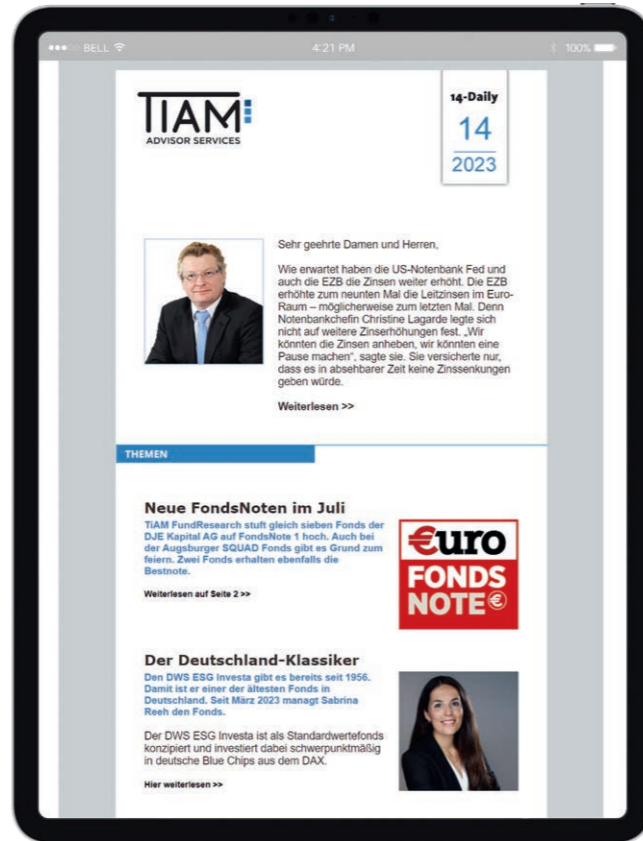 BELL 4:21 PM 100%
TIAM
ADVISOR SERVICES
14-Daily
14
2023
Sehr geehrte Damen und Herren,
Wie erwartet haben die US-Notenbank Fed und
auch die EZB die Zinsen weiter erhöht. Die EZB
erhöhte zum neunten Mal die Leitzinsen im Euro-
Raum – möglicherweise zum letzten Mal. Denn
Notenbankchefin Christine Lagarde legte sich
nicht auf weitere Zinserhöhungen fest. „Wir
könnten die Zinsen anheben, wir könnten eine
Pause machen“, sagte sie. Sie versicherte nur,
dass es in absehbarer Zeit keine Zinssenkungen
geben würde.
Weiterlesen >>
THEMEN
Neue FondsNoten im Juli
TiAM FundResearch stuft gleich sieben Fonds der
DJE Kapital AG auf FondsNote 1 hoch. Auch bei
der Augsburger SQUAD Fonds gibt es Grund zum
feiern. Zwei Fonds erhalten ebenfalls die
Bestnote.
Weiterlesen auf Seite 2 >>
€uro
FONDS
NOTE€
Der Deutschland-Klassiker
Den DWS ESG Investa gibt es bereits seit 1956.
Damit ist er einer der ältesten Fonds in
Deutschland. Seit März 2023 managt Sabrina
Reeh den Fonds.
Der DWS ESG Investa ist als Standardwertefonds
konzipiert und investiert dabei schwerpunktmäßig
in deutsche Blue Chips aus dem DAX.
Hier weiterlesen >>